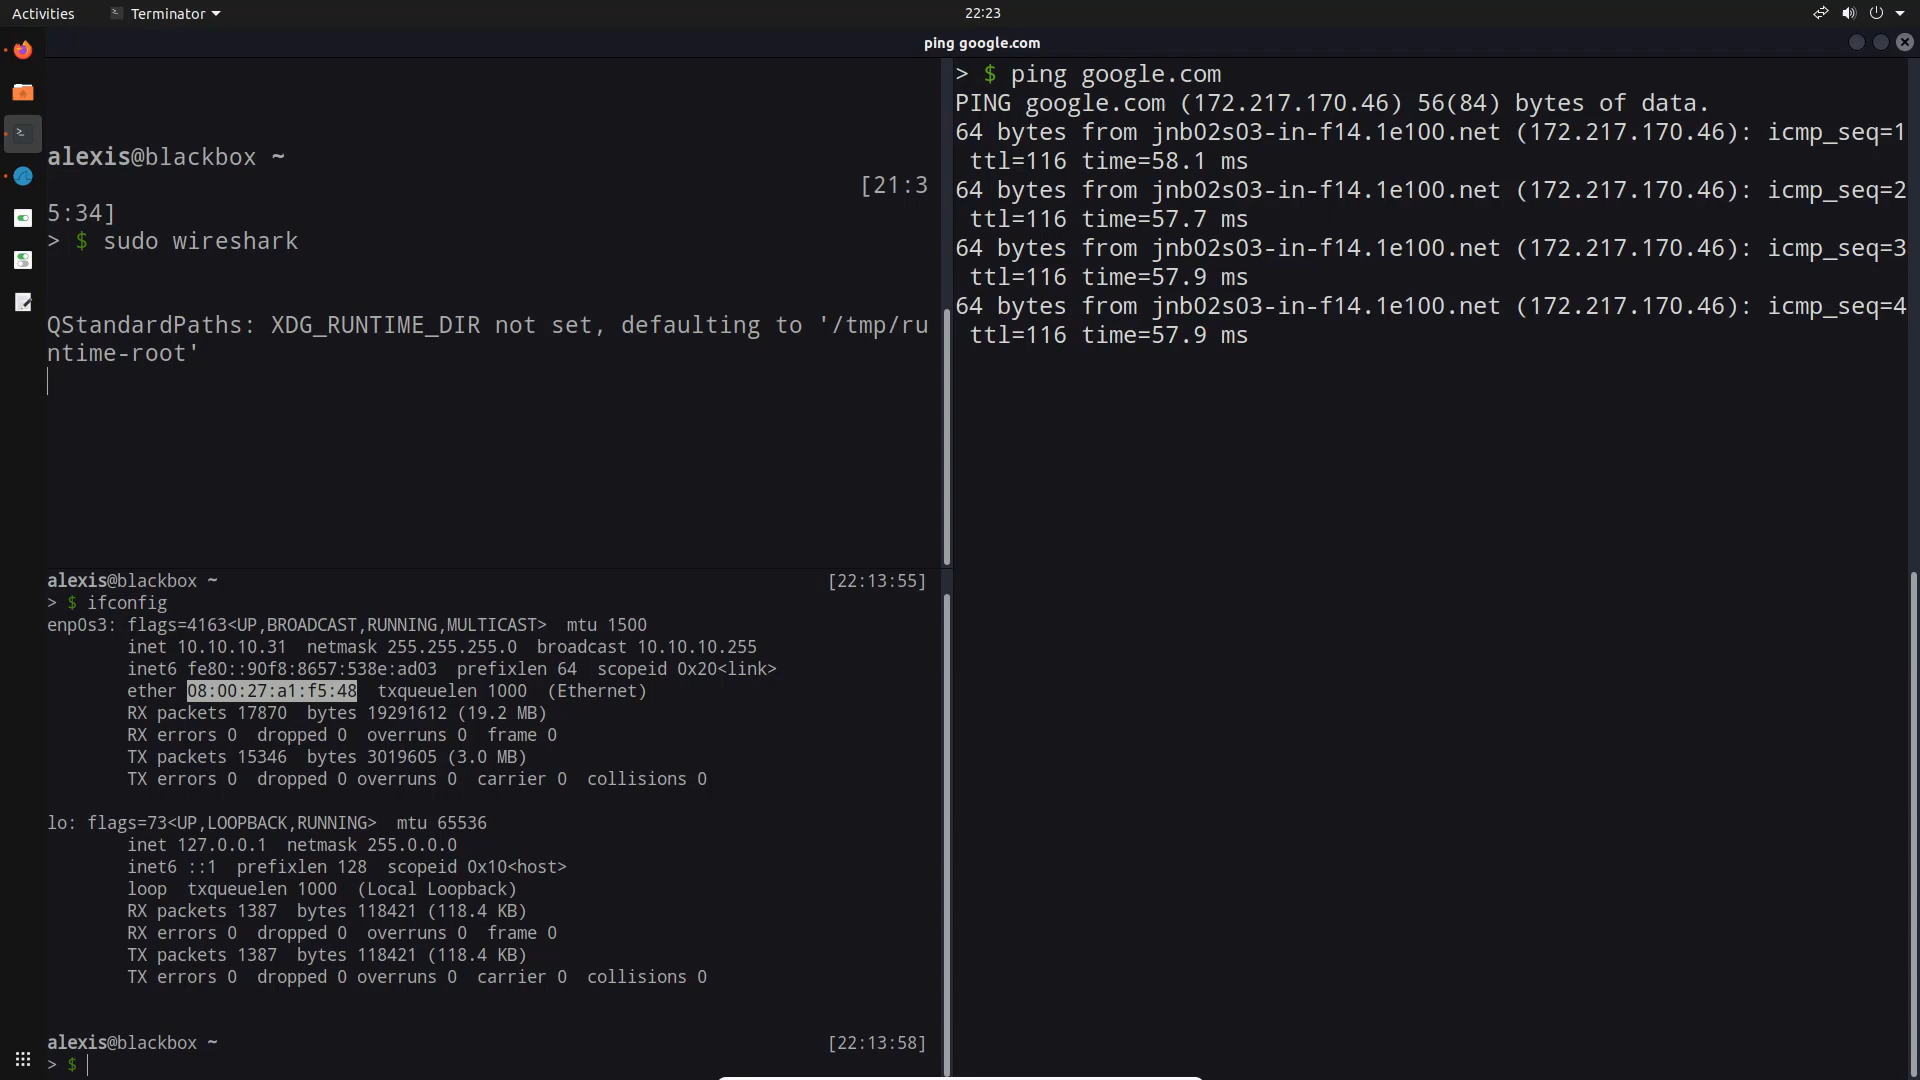 Activities
Terminator
22:23
ping google.com
alexis@blackbox ~
[21:3
5:34]
> $ sudo wireshark
QStandardPaths: XDG_RUNTIME_DIR not set, defaulting to '/tmp/ru
ntime-root'
alexis@blackbox ~ [22:13:55]
> $ ifconfig
enp0s3: flags=4163<UP,BROADCAST,RUNNING,MULTICAST>  mtu 1500
        inet 10.10.10.31  netmask 255.255.255.0  broadcast 10.10.10.255
        inet6 fe80::90f8:8657:538e:ad03  prefixlen 64  scopeid 0x20<link>
        ether 08:00:27:a1:f5:48  txqueuelen 1000  (Ethernet)
        RX packets 17870  bytes 19291612 (19.2 MB)
        RX errors 0  dropped 0  overruns 0  frame 0
        TX packets 15346  bytes 3019605 (3.0 MB)
        TX errors 0  dropped 0 overruns 0  carrier 0  collisions 0
lo: flags=73<UP,LOOPBACK,RUNNING>  mtu 65536
        inet 127.0.0.1  netmask 255.0.0.0
        inet6 ::1  prefixlen 128  scopeid 0x10<host>
        loop  txqueuelen 1000  (Local Loopback)
        RX packets 1387  bytes 118421 (118.4 KB)
        RX errors 0  dropped 0  overruns 0  frame 0
        TX packets 1387  bytes 118421 (118.4 KB)
        TX errors 0  dropped 0 overruns 0  carrier 0  collisions 0
alexis@blackbox ~ [22:13:58]
> $
> $ ping google.com
PING google.com (172.217.170.46) 56(84) bytes of data.
64 bytes from jnb02s03-in-f14.1e100.net (172.217.170.46): icmp_seq=1
 ttl=116 time=58.1 ms
64 bytes from jnb02s03-in-f14.1e100.net (172.217.170.46): icmp_seq=2
 ttl=116 time=57.7 ms
64 bytes from jnb02s03-in-f14.1e100.net (172.217.170.46): icmp_seq=3
 ttl=116 time=57.9 ms
64 bytes from jnb02s03-in-f14.1e100.net (172.217.170.46): icmp_seq=4
 ttl=116 time=57.9 ms